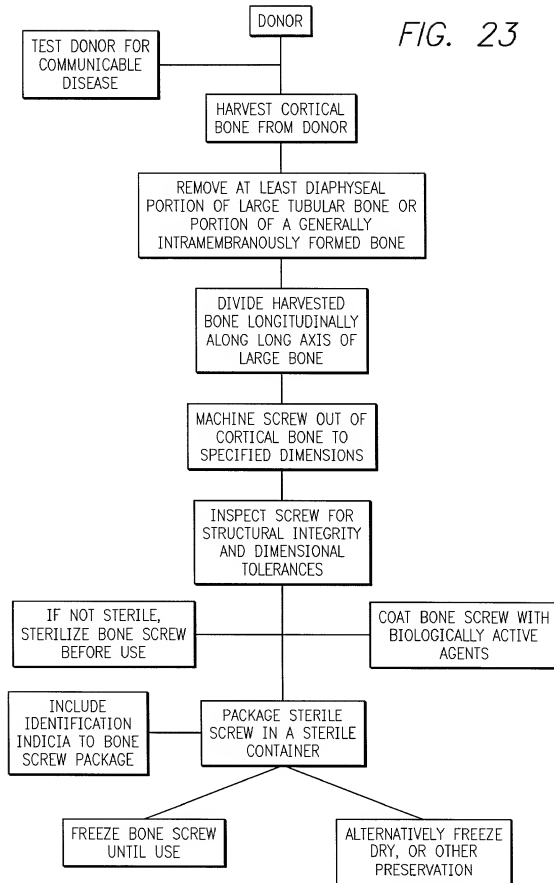 DONOR
FIG. 23
TEST DONOR FOR
COMMUNICABLE
DISEASE
HARVEST CORTICAL
BONE FROM DONOR
REMOVE AT LEAST DIAPHYSEAL
PORTION OF LARGE TUBULAR BONE OR
PORTION OF A GENERALLY
INTRAMEMBRANOUSLY FORMED BONE
DIVIDE HARVESTED
BONE LONGITUDINALLY
ALONG LONG AXIS OF
LARGE BONE
MACHINE SCREW OUT OF
CORTICAL BONE TO
SPECIFIED DIMENSIONS
INSPECT SCREW FOR
STRUCTURAL INTEGRITY
AND DIMENSIONAL
TOLERANCES
IF NOT STERILE,
STERILIZE BONE SCREW
BEFORE USE
COAT BONE SCREW WITH
BIOLOGICALLY ACTIVE
AGENTS
INCLUDE
IDENTIFICATION
INDICIA TO BONE
SCREW PACKAGE
PACKAGE STERILE
SCREW IN A STERILE
CONTAINER
FREEZE BONE SCREW
UNTIL USE
ALTERNATIVELY FREEZE
DRY, OR OTHER
PRESERVATION